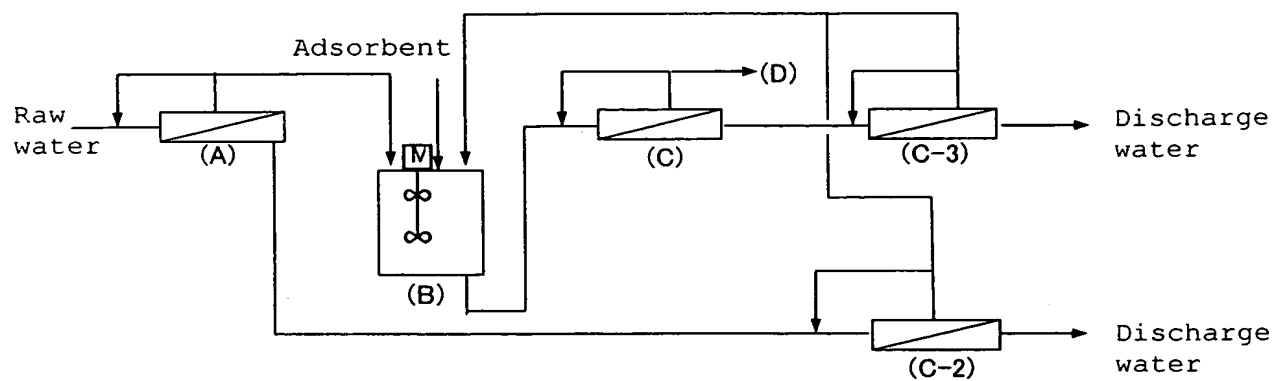 Adsorbent
(D)
Raw
water
(A)
M
(B)
(C)
(C-3)
Discharge
water
(C-2)
Discharge
water